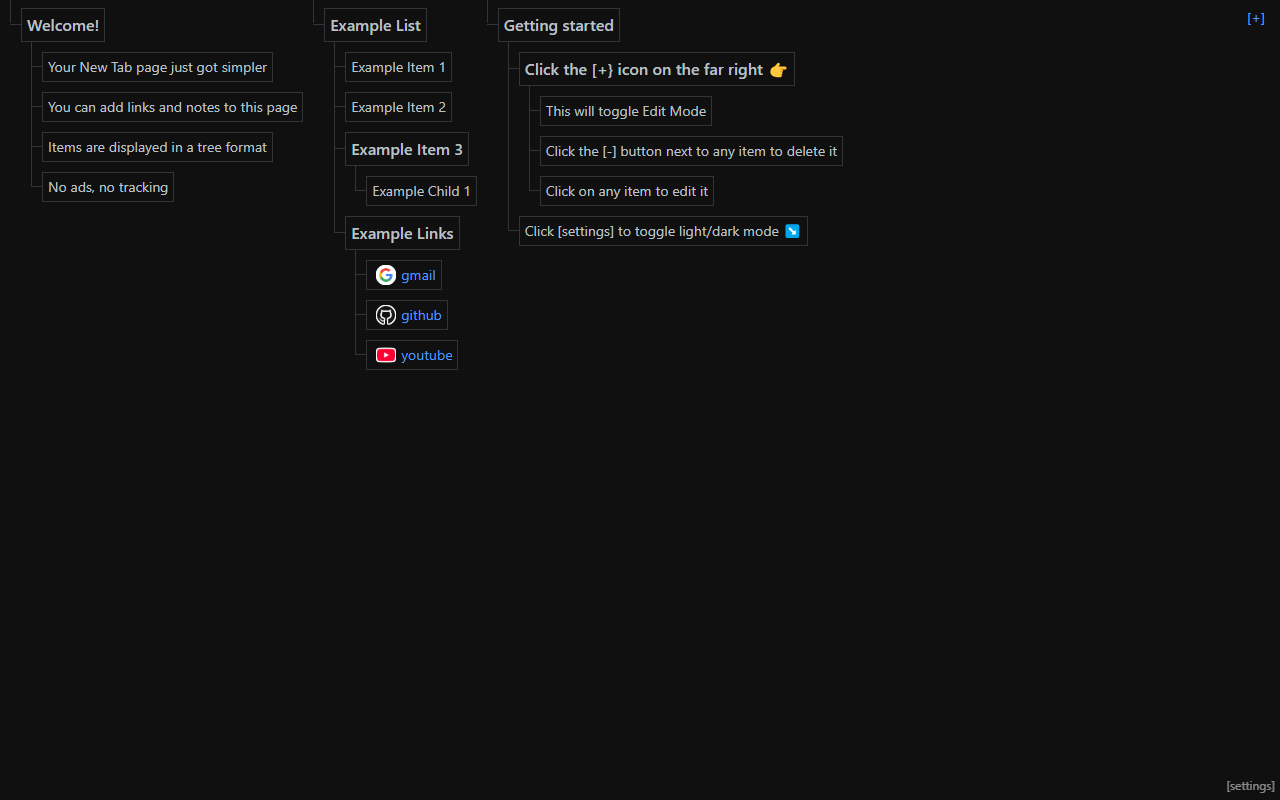 Welcome!
Your New Tab page just got simpler
You can add links and notes to this page
Items are displayed in a tree format
No ads, no tracking
Example List
Example Item 1
Example Item 2
Example Item 3
Example Child 1
Example Links
gmail
github
youtube
Getting started
Click the [+} icon on the far right 👉
This will toggle Edit Mode
Click the [-] button next to any item to delete it
Click on any item to edit it
Click [settings] to toggle light/dark mode ↘️
[+]
[settings]